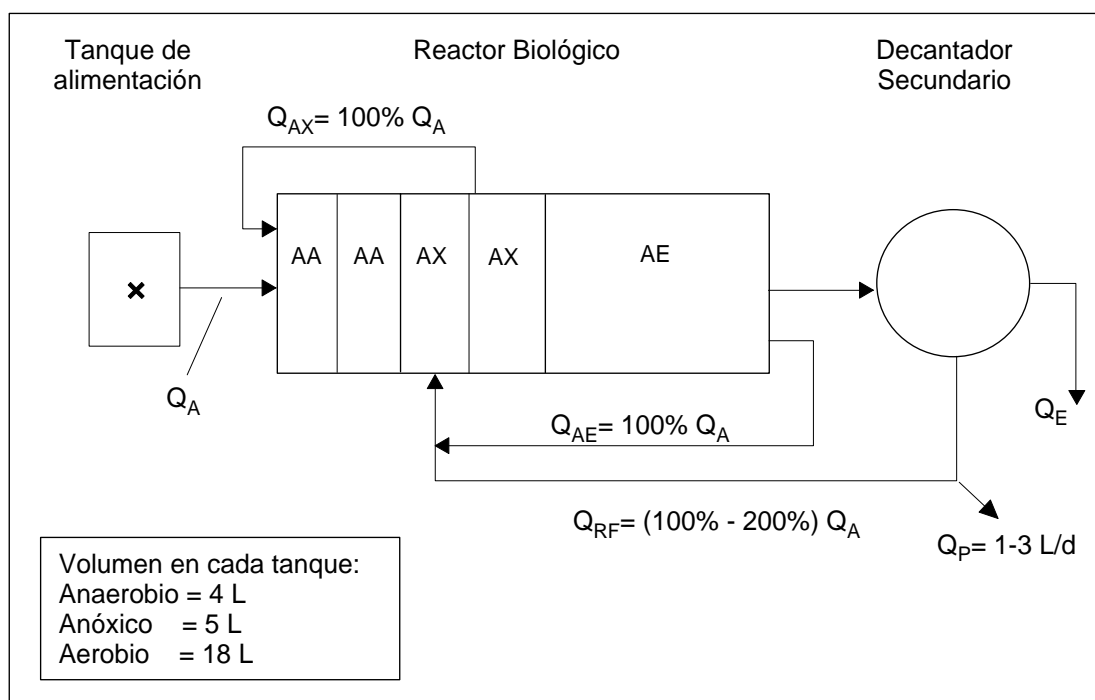 Tanque de
alimentación
Reactor Biológico
Decantador
Secundario
Q_AX= 100% Q_A
AA
AA
AX
AX
AE
Q_A
Q_AE= 100% Q_A
Q_E
Q_RF= (100% - 200%) Q_A
Q_P= 1-3 L/d
Volumen en cada tanque:
Anaerobio = 4 L
Anóxico = 5 L
Aerobio = 18 L